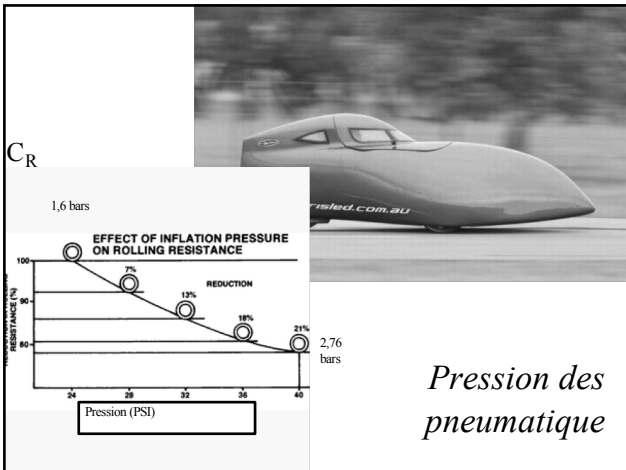 C_R
1,6 bars
risled.com.au
EFFECT OF INFLATION PRESSURE
ON ROLLING RESISTANCE
REDUCTION
RESISTANCE (%)
100
90
80
7%
13%
18%
21%
2,76
bars
24 28 32 36 40
Pression (PSI)
Pression des
pneumatique